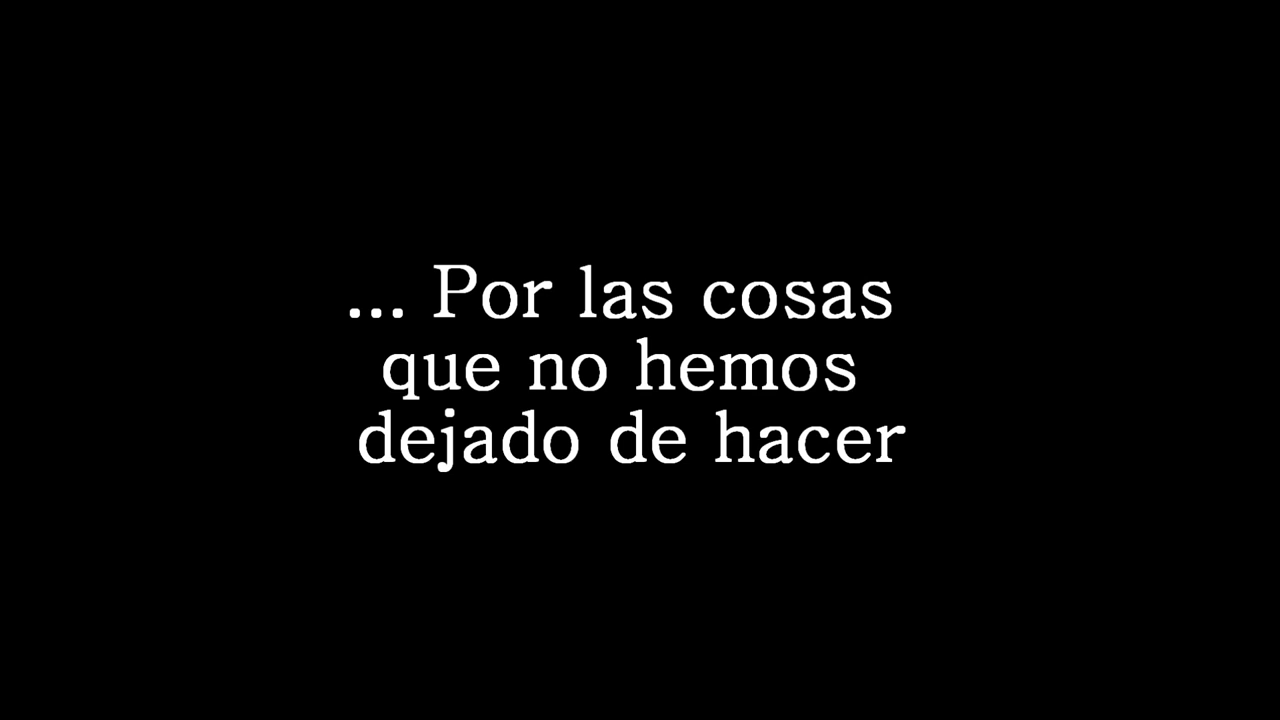 ... Por las cosas
que no hemos
dejado de hacer